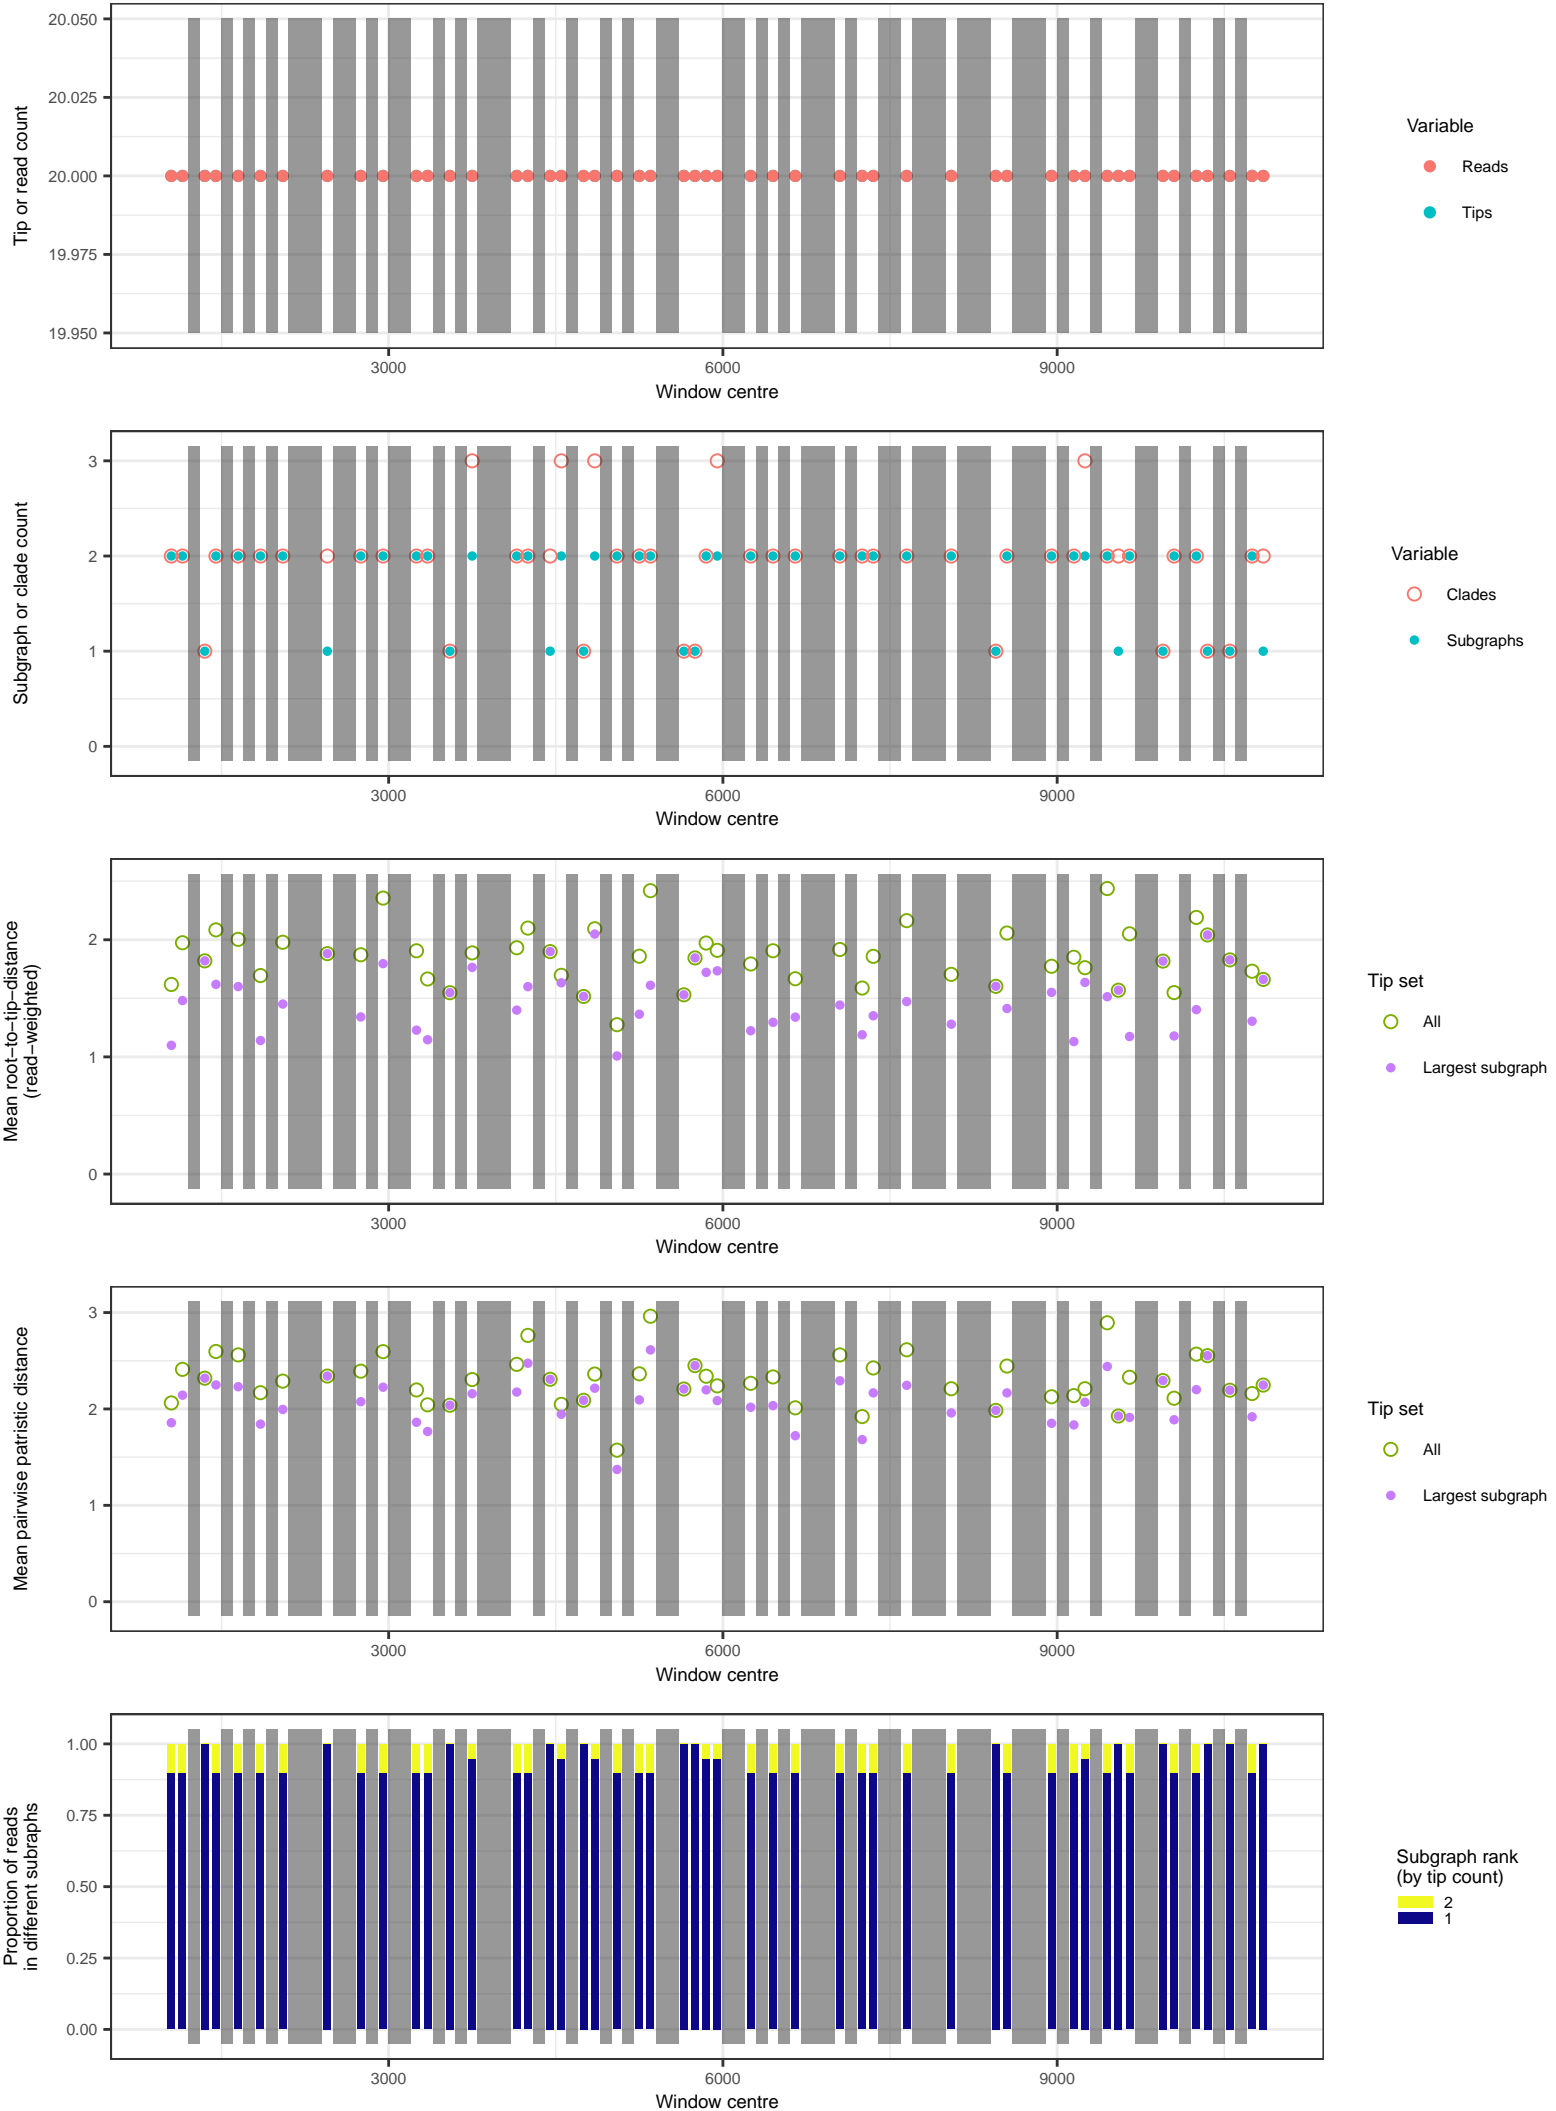 20.050
20.025
20.000
19.975
19.950
Tip or read count
3000
6000
9000
Window centre
Variable
Reads
Tips
3
2
1
0
Subgraph or clade count
3000
6000
9000
Window centre
Variable
Clades
Subgraphs
2
1
0
Mean root−to−tip−distance
(read−weighted)
3000
6000
9000
Window centre
Tip set
All
Largest subgraph
3
2
1
0
Mean pairwise patristic distance
3000
6000
9000
Window centre
Tip set
All
Largest subgraph
1.00
0.75
0.50
0.25
0.00
Proportion of reads
in different subraphs
3000
6000
9000
Window centre
Subgraph rank
(by tip count)
2
1